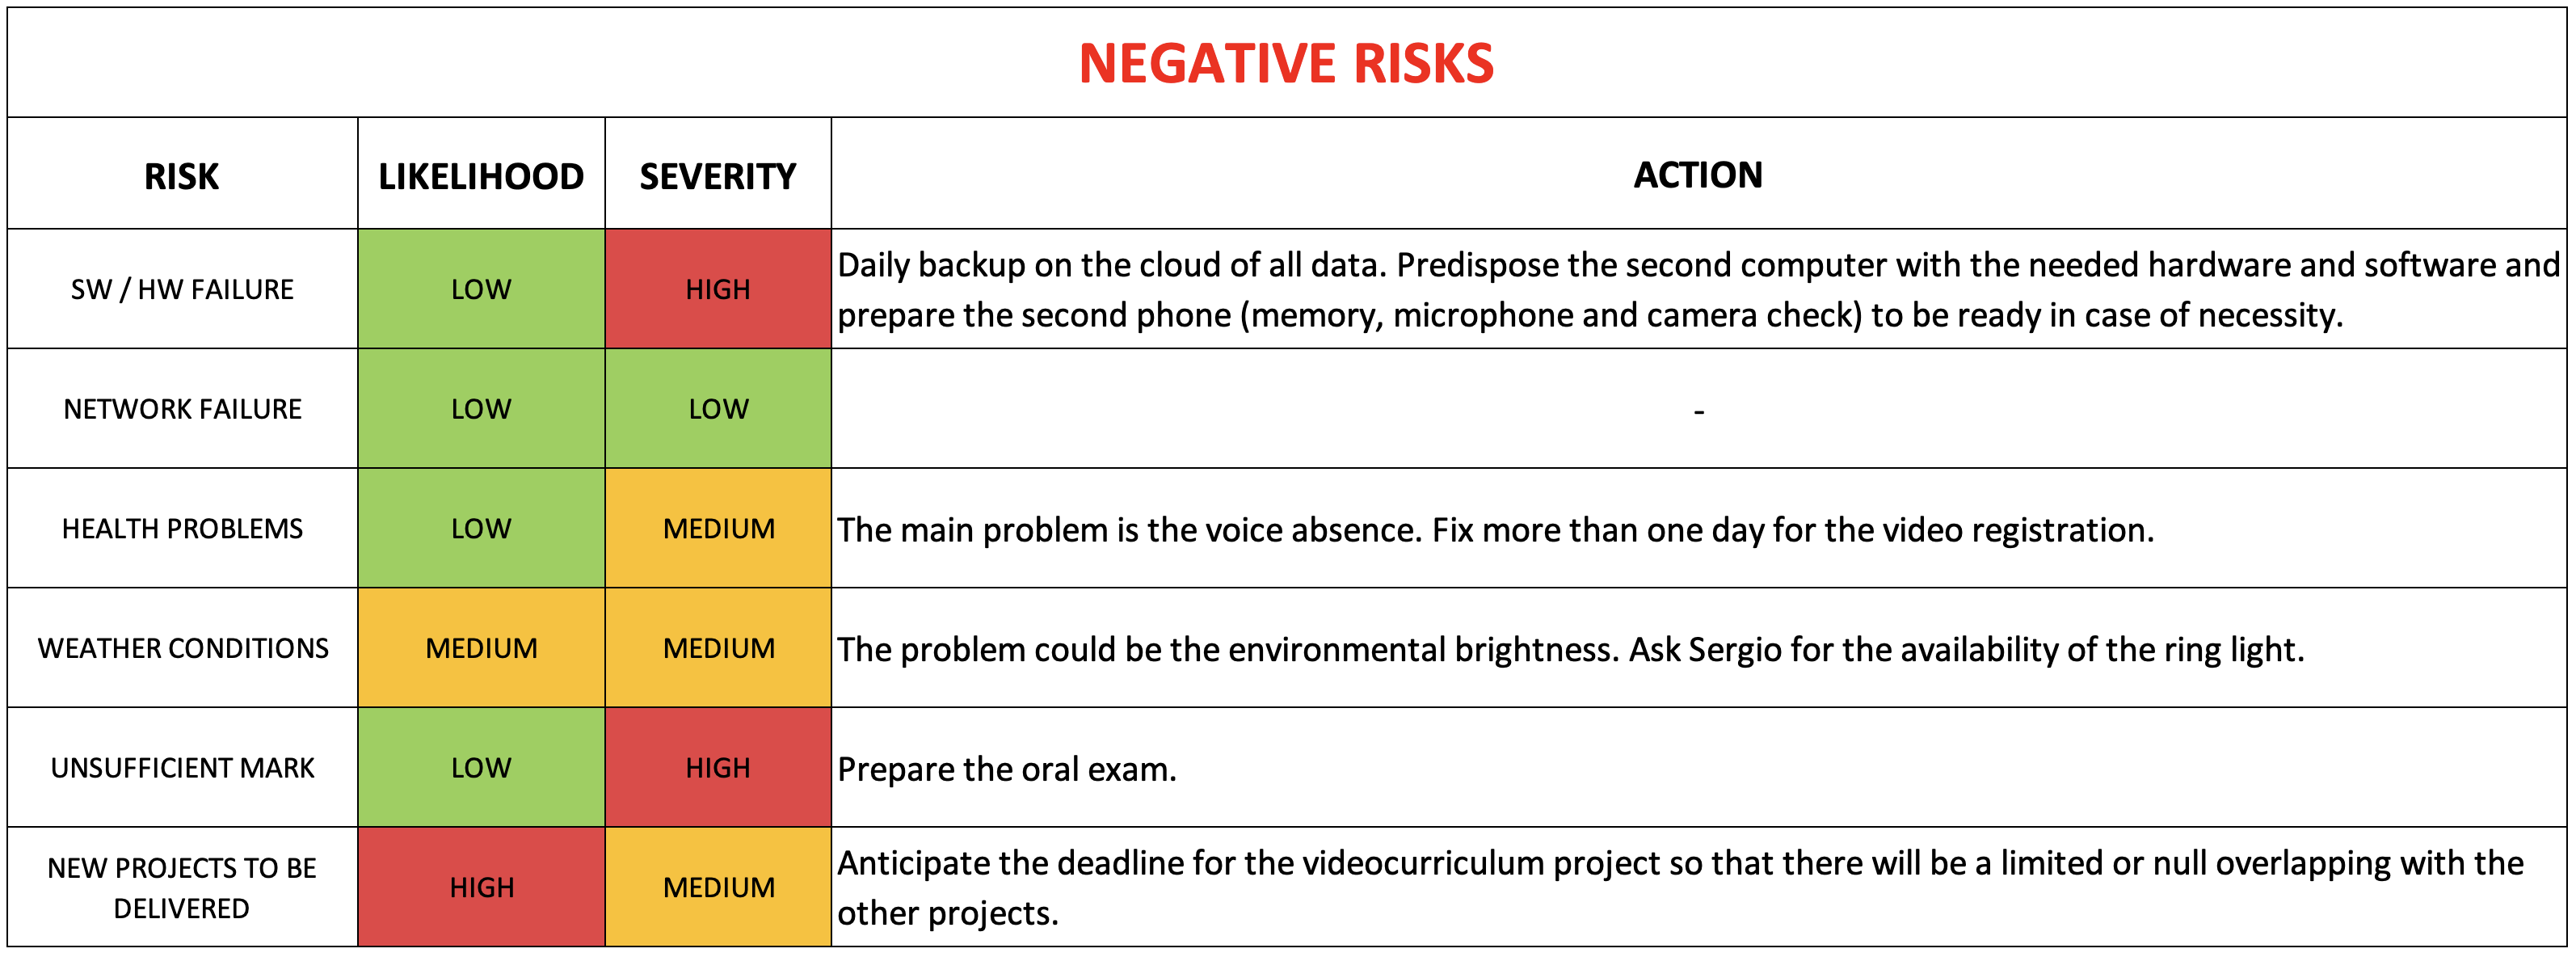 NEGATIVE RISKS
RISK LIKELIHOOD SEVERITY ACTION
SW / HW FAILURE LOW HIGH Daily backup on the cloud of all data. Predispose the second computer with the needed hardware and software and
prepare the second phone (memory, microphone and camera check) to be ready in case of necessity.
NETWORK FAILURE LOW LOW -
HEALTH PROBLEMS LOW MEDIUM The main problem is the voice absence. Fix more than one day for the video registration.
WEATHER CONDITIONS MEDIUM MEDIUM The problem could be the environmental brightness. Ask Sergio for the availability of the ring light.
UNSUFFICIENT MARK LOW HIGH Prepare the oral exam.
NEW PROJECTS TO BE
DELIVERED HIGH MEDIUM Anticipate the deadline for the videocurriculum project so that there will be a limited or null overlapping with the
other projects.